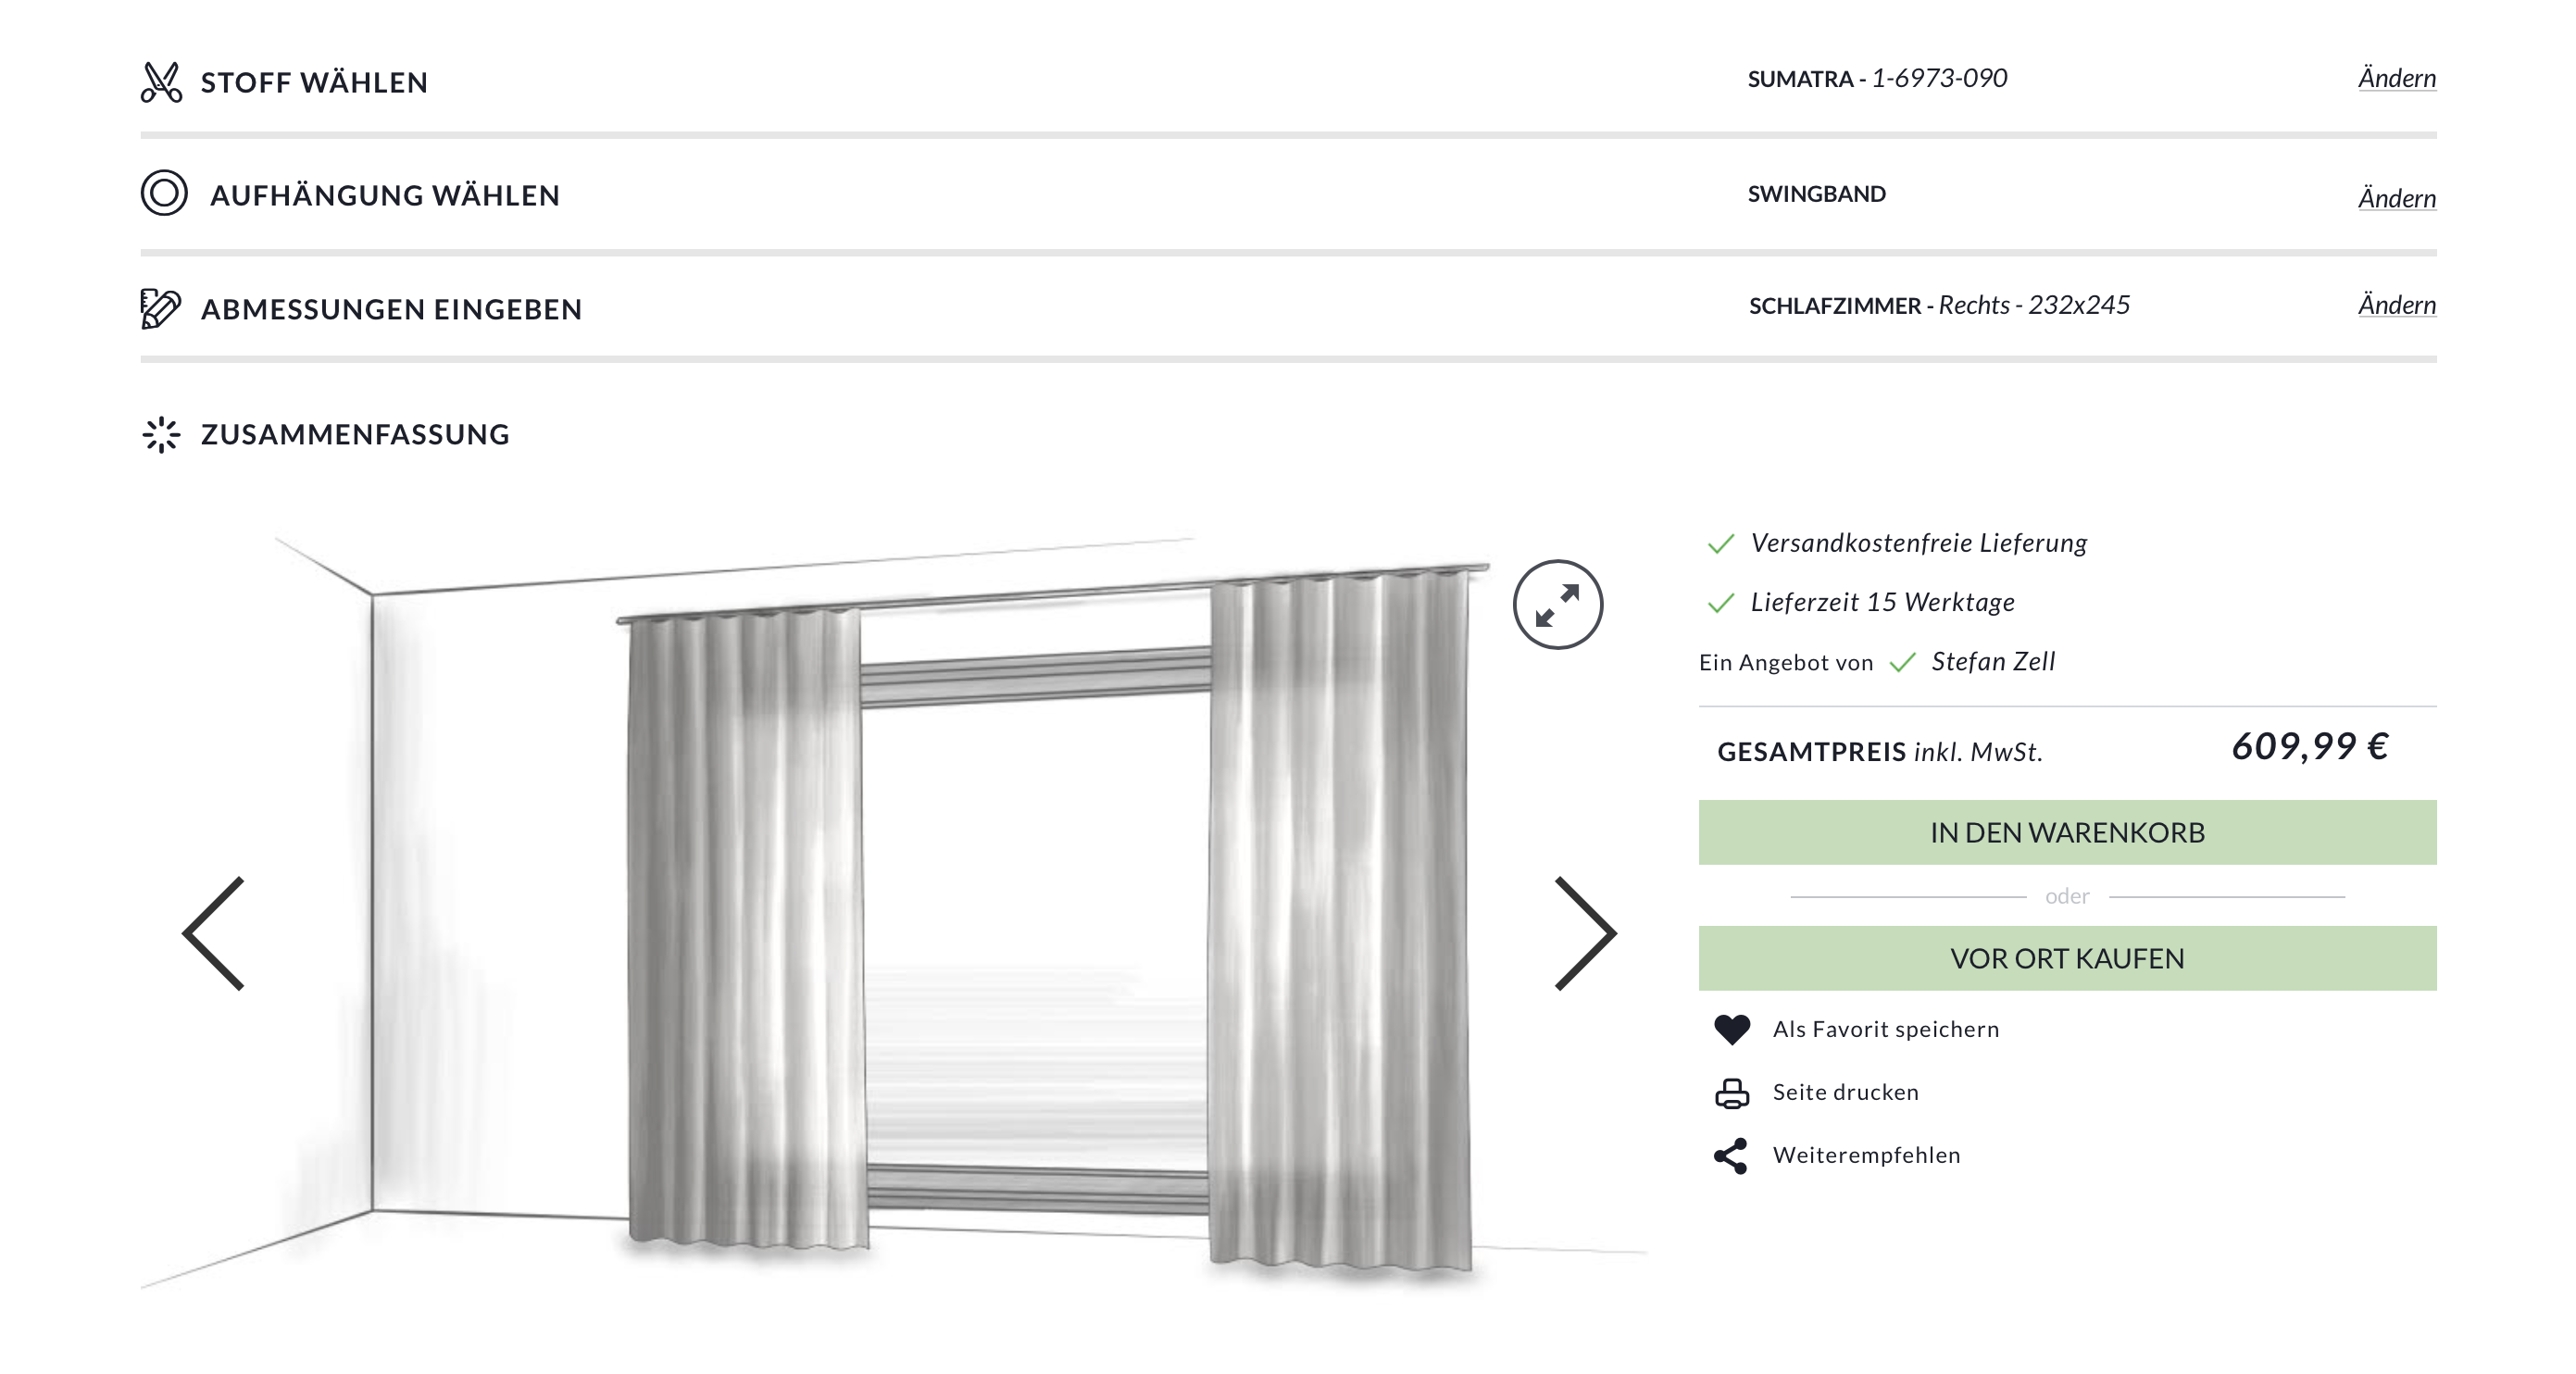 STOFF WÄHLEN SUMATRA - 1-6973-090 Ändern
AUFHÄNGUNG WÄHLEN SWINGBAND Ändern
ABMESSUNGEN EINGEBEN SCHLAFZIMMER - Rechts - 232x245 Ändern
ZUSAMMENFASSUNG
Versandkostenfreie Lieferung
Lieferzeit 15 Werktage
Ein Angebot von Stefan Zell
GESAMTPREIS inkl. MwSt. 609,99 €
IN DEN WARENKORB
oder
VOR ORT KAUFEN
Als Favorit speichern
Seite drucken
Weiterempfehlen